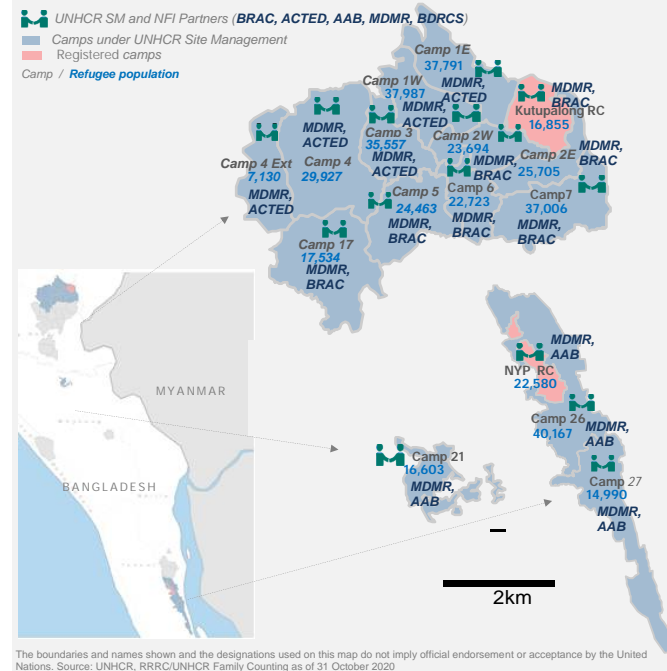 UNHCR SM and NFI Partners (BRAC, ACTED, AAB, MDMR, BDRCS)
Camps under UNHCR Site Management
Registered camps
Camp / Refugee population
Camp 1E
37,791
MDMR,
ACTED
Camp 1W
37,987
MDMR,
ACTED
MDMR,
BRAC
Kutupalong RC
16,855
MDMR,
ACTED
Camp 3
35,557
MDMR,
ACTED
Camp 2W
23,694
MDMR,
BRAC
Camp 2E
25,705
MDMR,
BRAC
Camp 4 Ext
7,130
MDMR,
ACTED
Camp 4
29,927
Camp 5
24,463
MDMR,
BRAC
Camp 6
22,723
MDMR,
BRAC
Camp7
37,006
MDMR,
BRAC
Camp 17
17,534
MDMR,
BRAC
MYANMAR
BANGLADESH
MDMR,
AAB
NYP RC
22,580
Camp 26
40,167
MDMR,
AAB
Camp 21
16,603
MDMR,
AAB
Camp 27
14,990
MDMR,
AAB
2km
The boundaries and names shown and the designations used on this map do not imply official endorsement or acceptance by the United
Nations. Source: UNHCR, RRRC/UNHCR Family Counting as of 31 October 2020